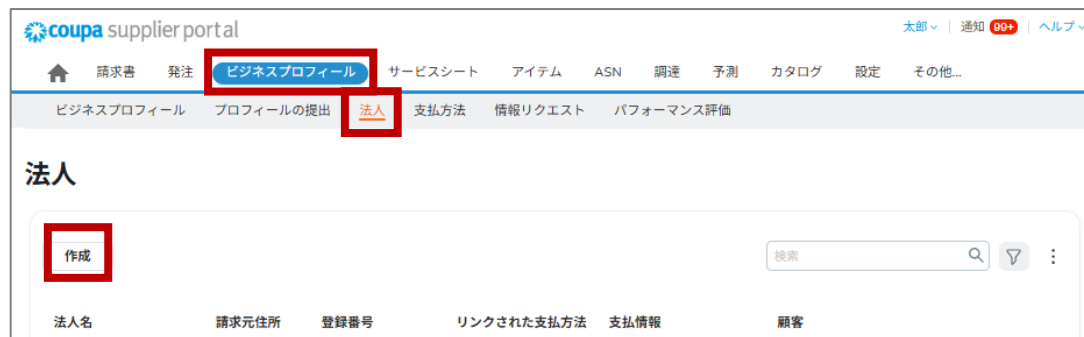 coupa supplier portal 太郎 通知 99+ ヘルプ
請求書 発注 ビジネスプロフィール サービスシート アイテム ASN 調達 予測 カタログ 設定 その他...
ビジネスプロフィール プロフィールの提出 法人 支払方法 情報リクエスト パフォーマンス評価
法人
作成 検索
法人名 請求元住所 登録番号 リンクされた支払方法 支払情報 顧客